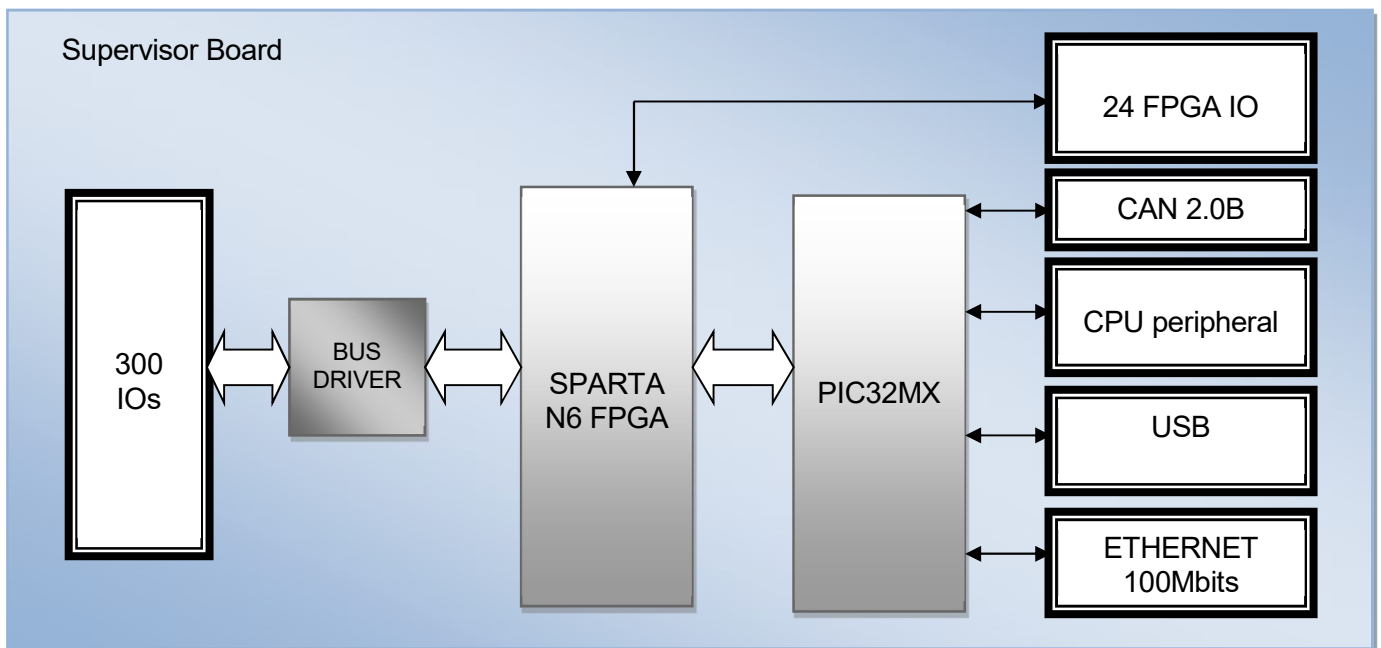 Supervisor Board
24 FPGA IO
CAN 2.0B
CPU peripheral
USB
ETHERNET
100Mbits
300
IOs
BUS
DRIVER
SPARTA
N6 FPGA
PIC32MX